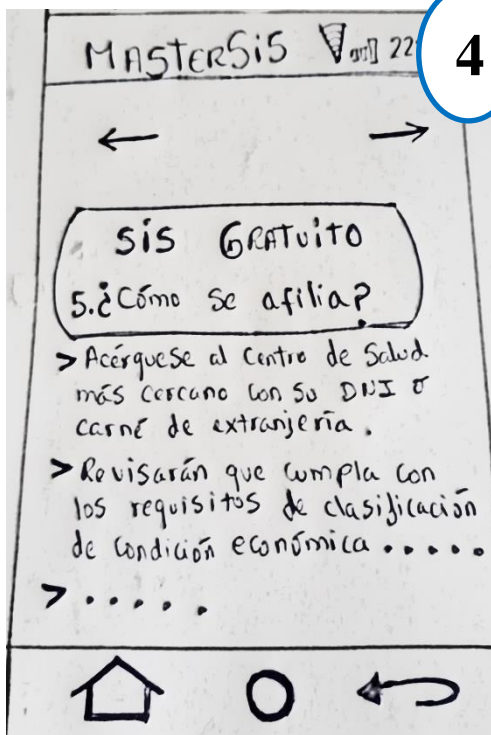 MASTERSiS 22
4
SiS GRATUiTO
5.¿Cómo se afilia?
> Acérquese al Centro de Salud
más cercano con su DNI o
carné de extranjería.
> Revisarán que cumpla con
los requisitos de clasificación
de condición económica .....
> .....